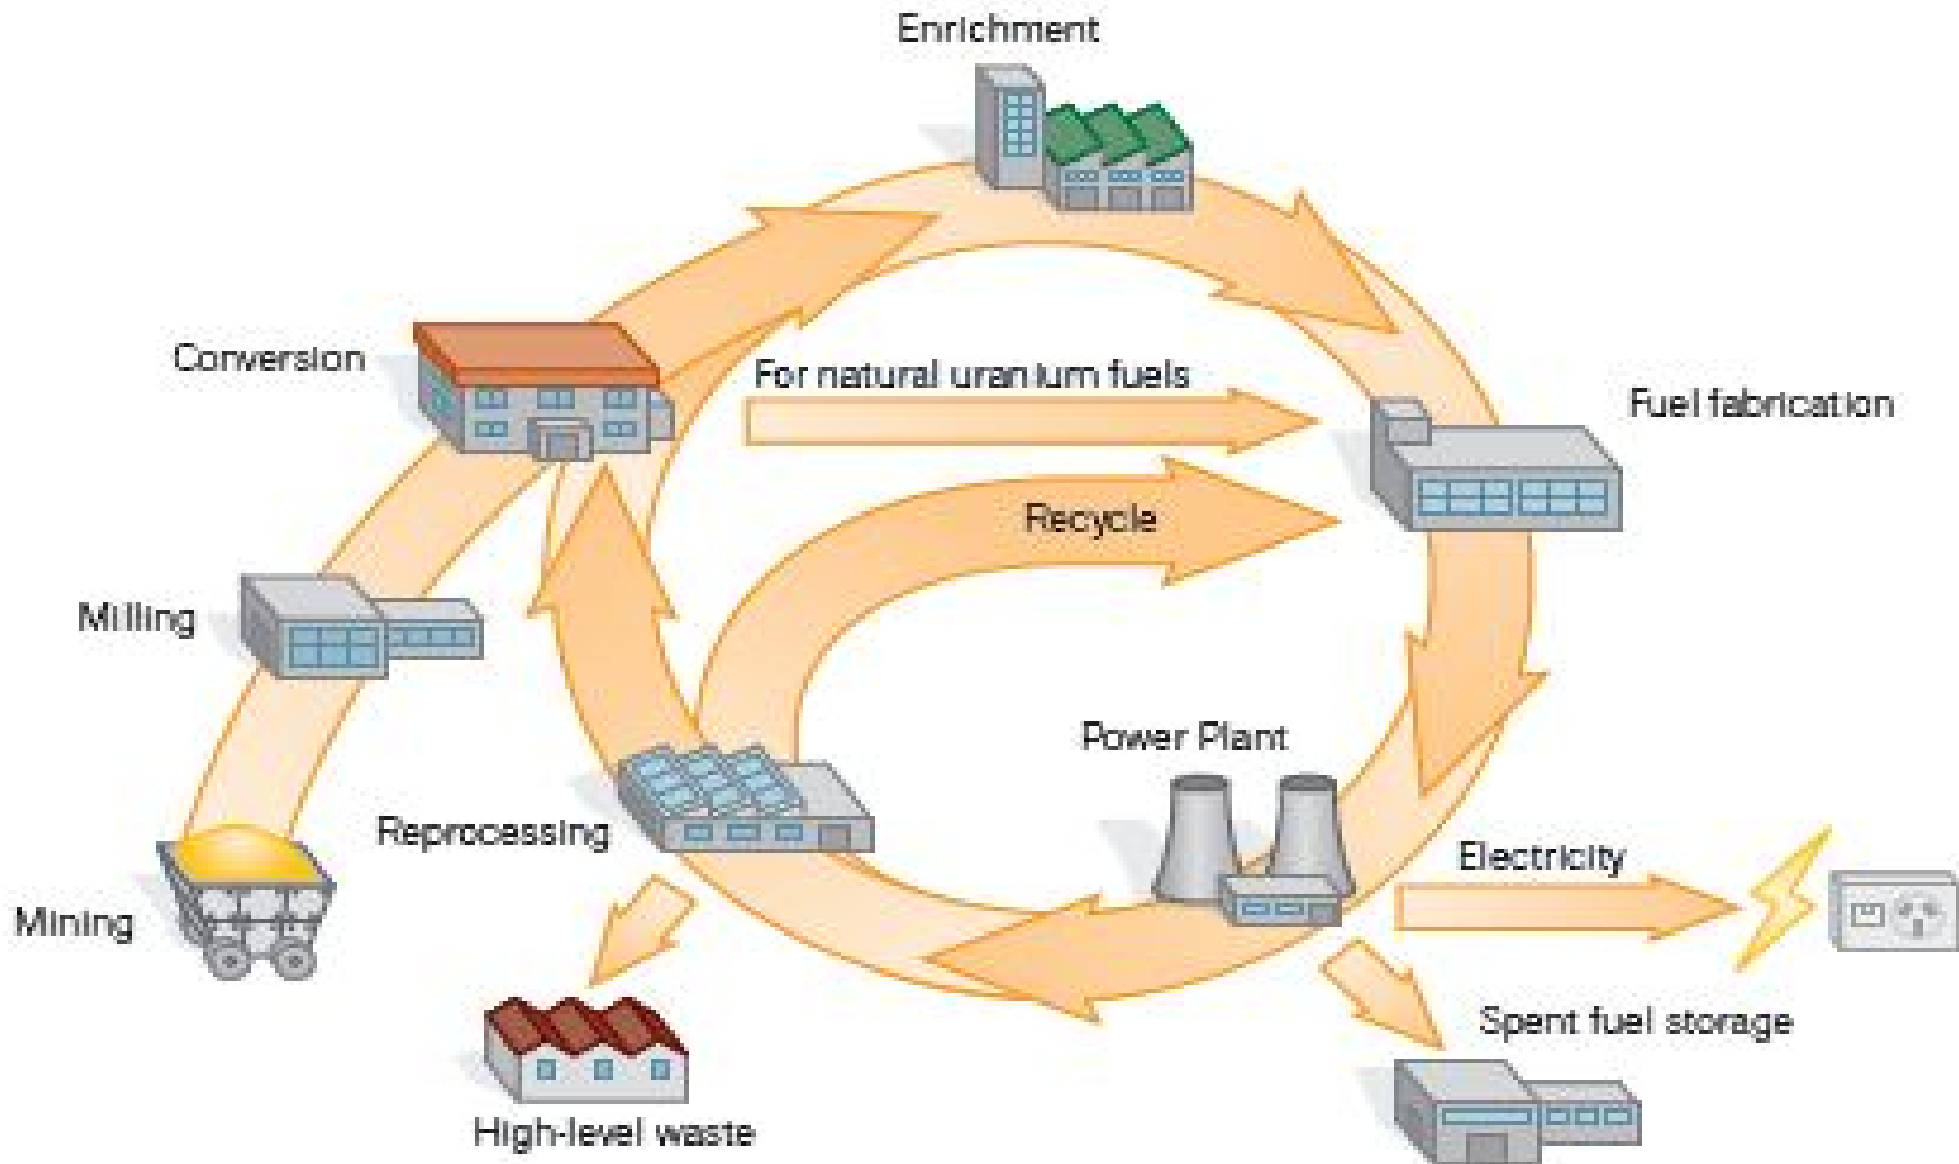 Enrichment
Conversion
For natural uranium fuels
Fuel fabrication
Recycle
Milling
Power Plant
Reprocessing
Electricity
Mining
Spent fuel storage
High-level waste